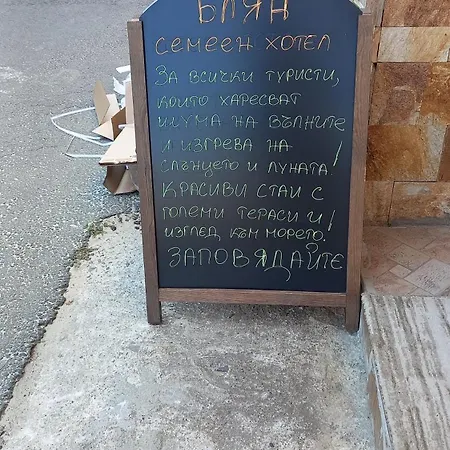 БЛЯН
СЕМЕЕН ХОТЕЛ
ЗА ВСИЧКИ ТУРИСТИ,
КОИТО ХАРЕСВАТ
ШУМА НА ВЪЛНИТЕ
И ИЗГРЕВА НА
СЛЪНЦЕТО И ЛУНАТА!
КРАСИВИ СТАИ С
ГОЛЕМИ ТЕРАСИ И
ИЗГЛЕД КЪМ МОРЕТО!
ЗАПОВЯДАЙТЕ